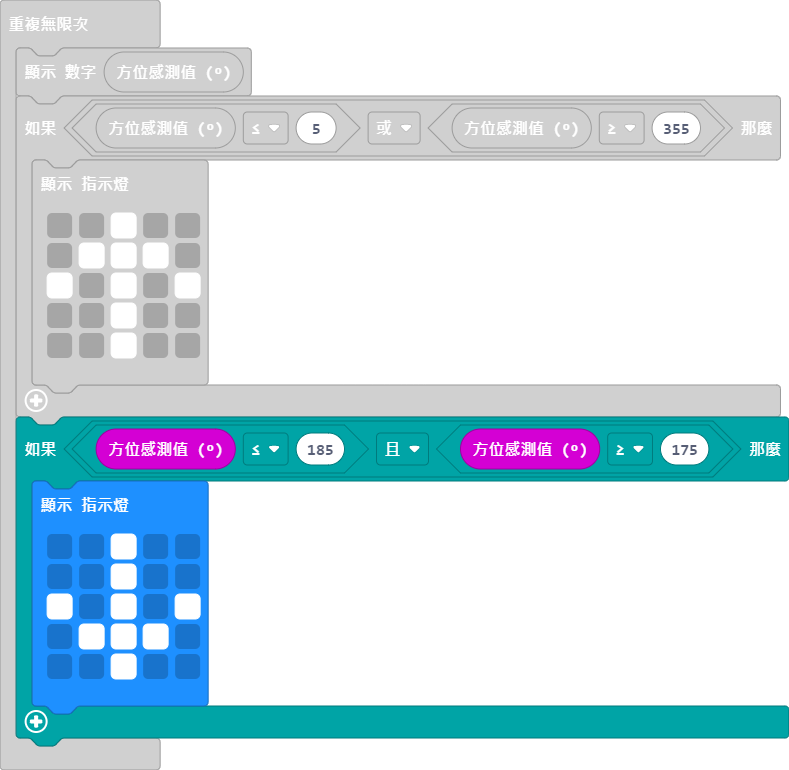 重複無限次
顯示 數字 方位感測值 (°)
如果 方位感測值 (°) ≤ 5 或 方位感測值 (°) ≥ 355 那麼
顯示 指示燈
如果 方位感測值 (°) ≤ 185 且 方位感測值 (°) ≥ 175 那麼
顯示 指示燈